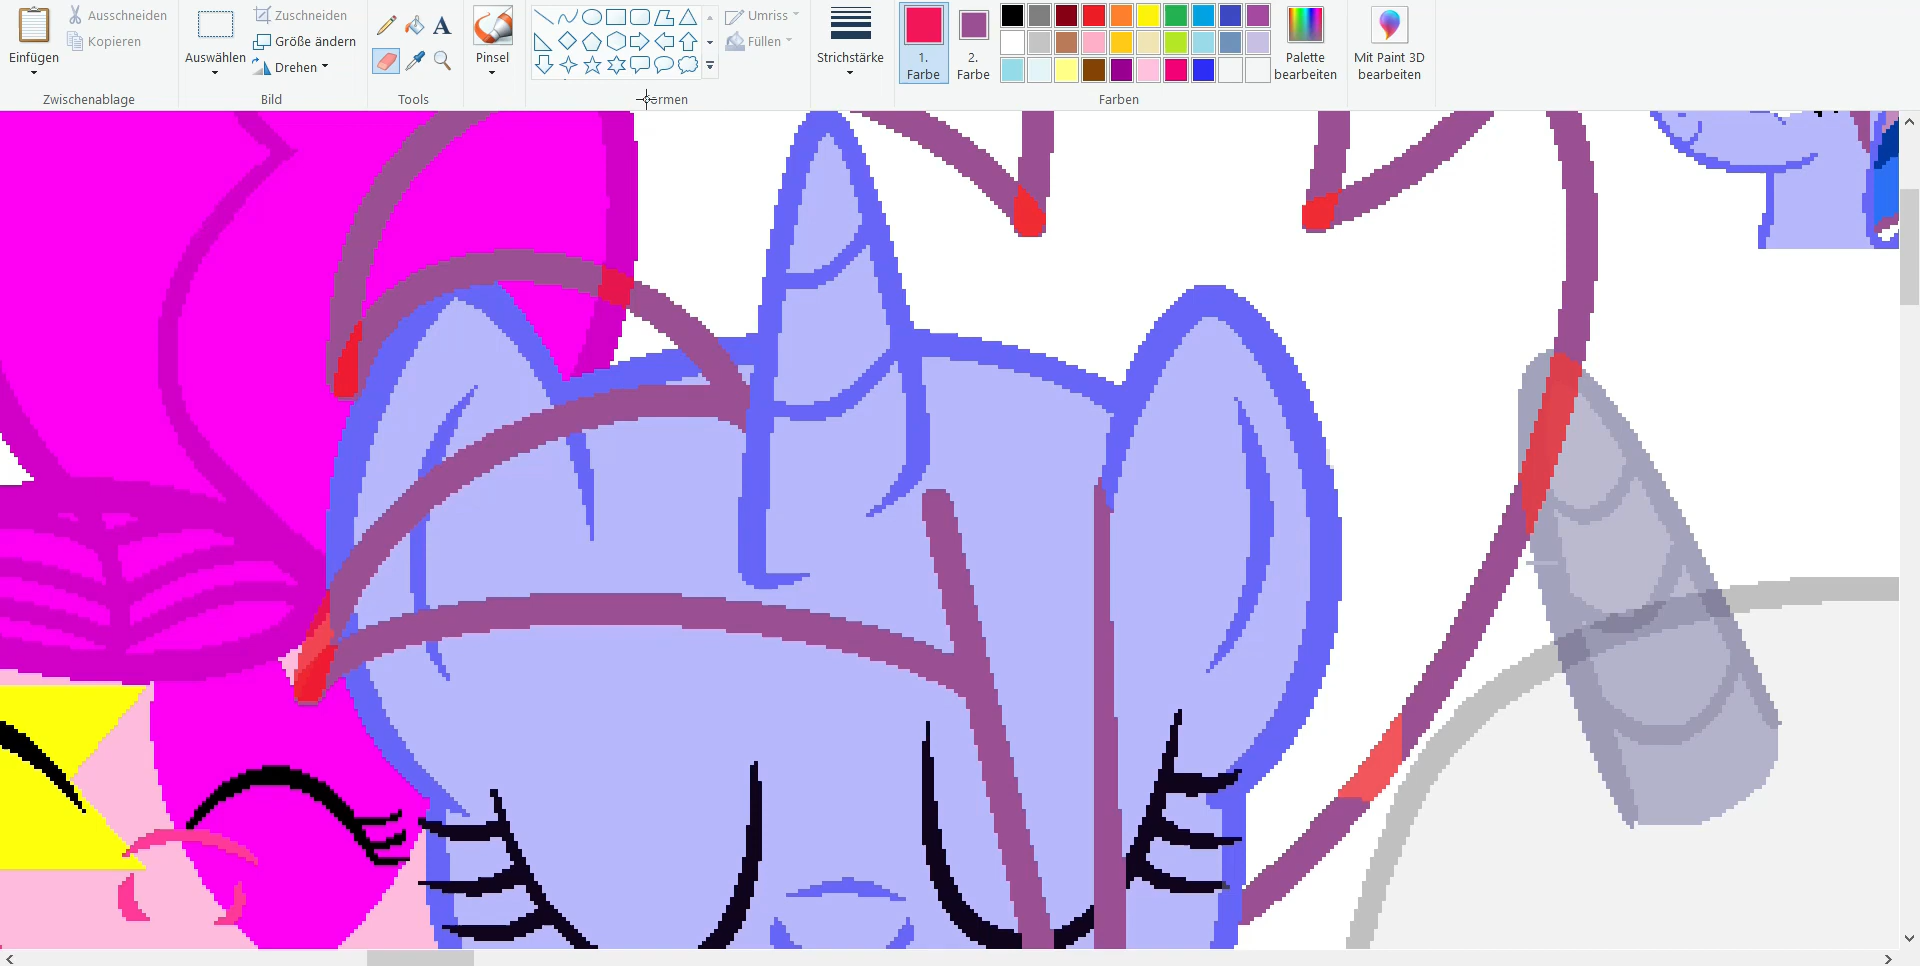 Einfügen
Ausschneiden
Kopieren
Zwischenablage
Auswählen
Zuschneiden
Größe ändern
Drehen
Bild
A
Tools
Pinsel
Umriss
Füllen
Formen
Strichstärke
1.
Farbe
2.
Farbe
Palette
bearbeiten
Farben
Mit Paint 3D
bearbeiten